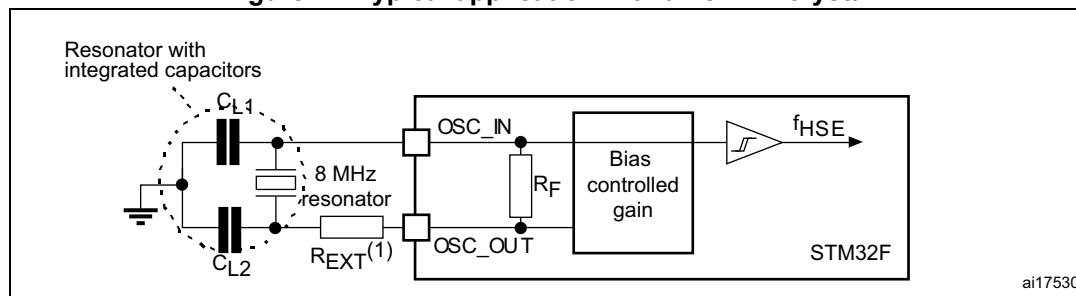 Resonator with
integrated capacitors
CL1
OSC_IN
fHSE
8 MHz
resonator
RF
Bias
controlled
gain
REXT(1)
OSC_OUT
CL2
STM32F
ai17530